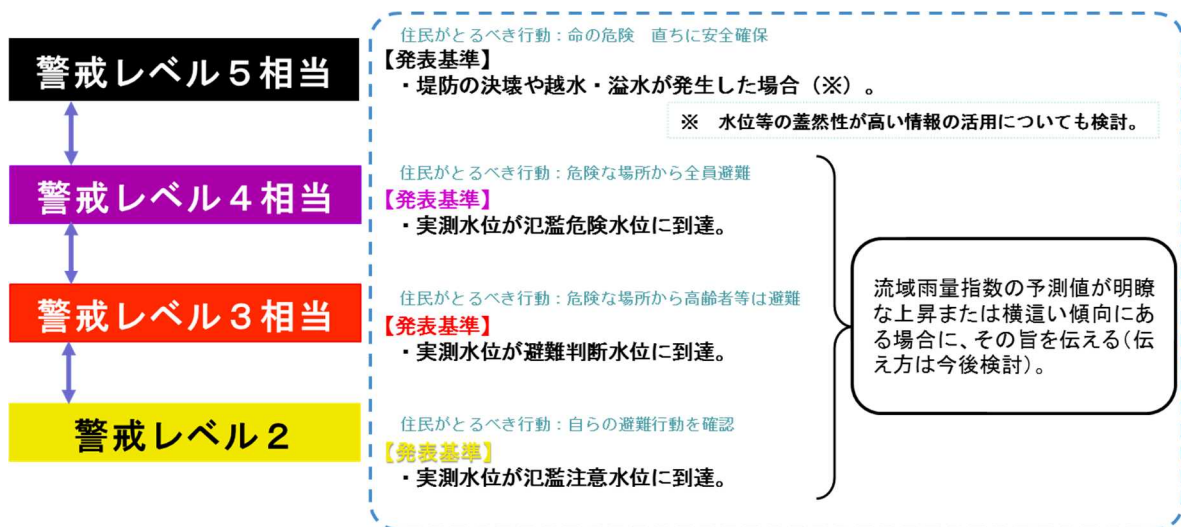 警戒レベル５相当
住民がとるべき行動：命の危険　直ちに安全確保
【発表基準】
・堤防の決壊や越水・溢水が発生した場合（※）。
※　水位等の蓋然性が高い情報の活用についても検討。
警戒レベル４相当
住民がとるべき行動：危険な場所から全員避難
【発表基準】
・実測水位が氾濫危険水位に到達。
警戒レベル３相当
住民がとるべき行動：危険な場所から高齢者等は避難
【発表基準】
・実測水位が避難判断水位に到達。
警戒レベル２
住民がとるべき行動：自らの避難行動を確認
【発表基準】
・実測水位が氾濫注意水位に到達。
流域雨量指数の予測値が明瞭
な上昇または横這い傾向にあ
る場合に、その旨を伝える（伝
え方は今後検討）。